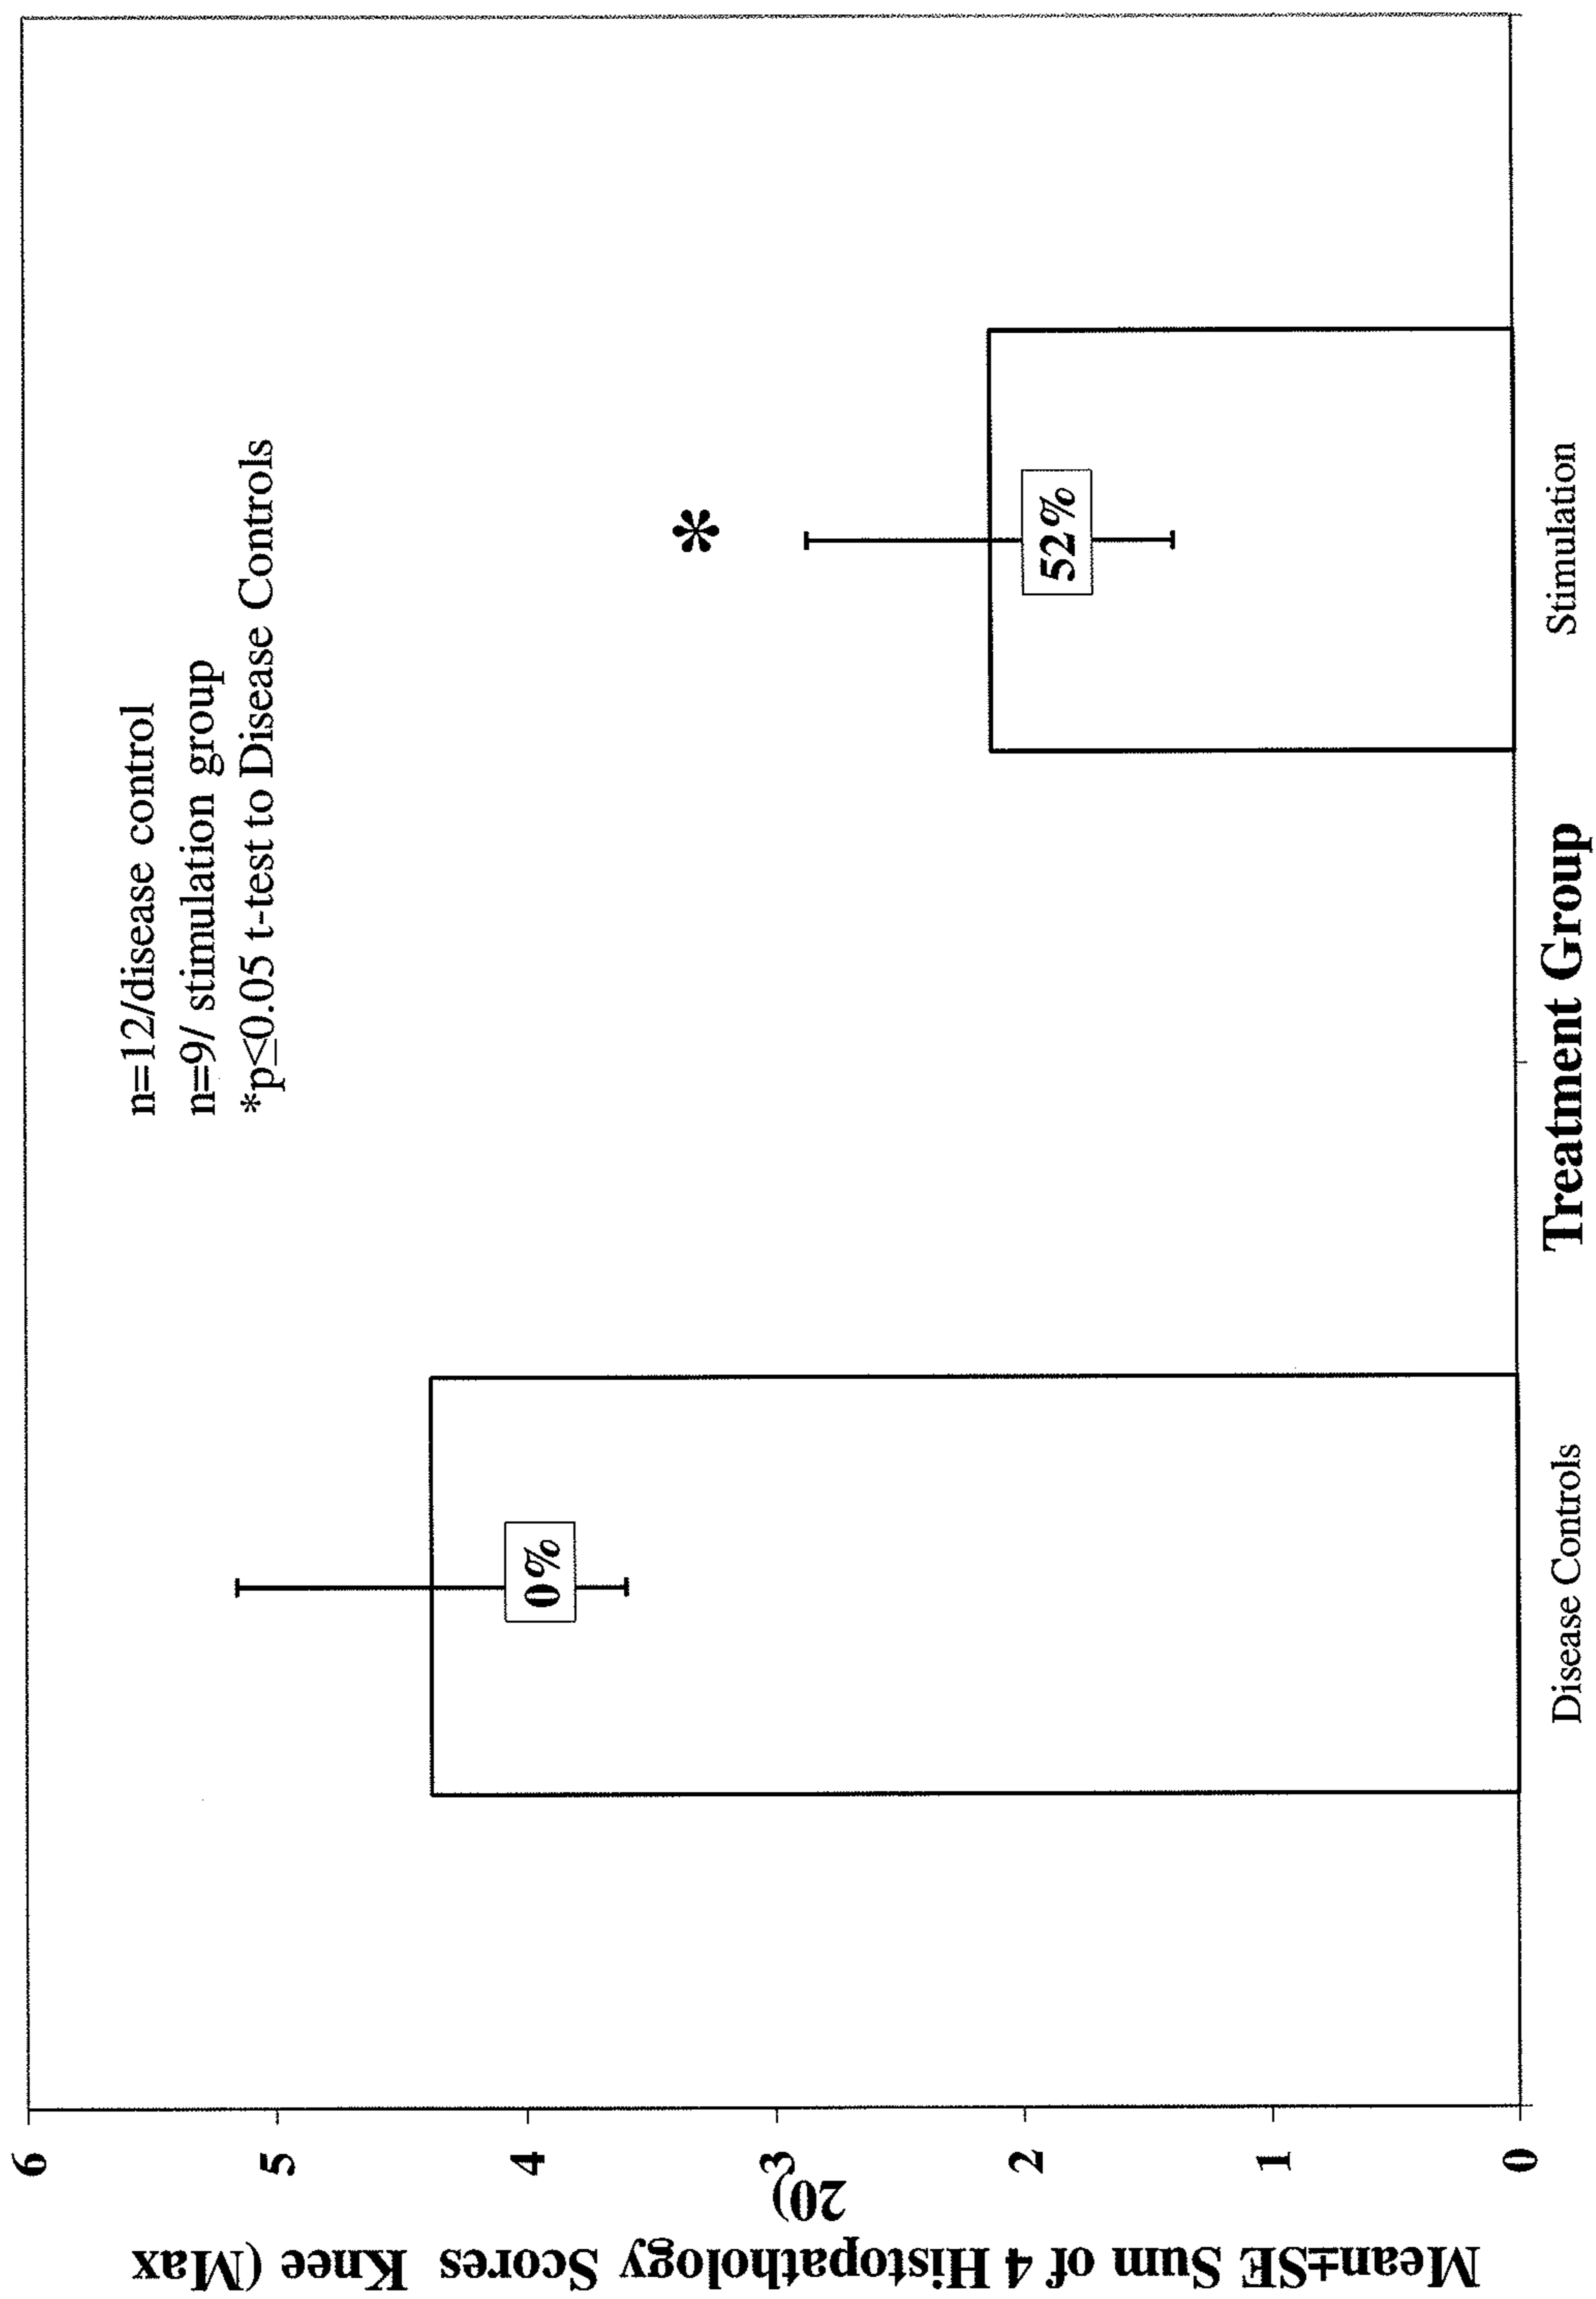 Mean±SE Sum of 4 Histopathology Scores Knee (Max
20)
6
5
4
3
2
1
0
n=12/disease control
n=9/ stimulation group
*p≤0.05 t-test to Disease Controls
*
0%
52%
Disease Controls
Stimulation
Treatment Group